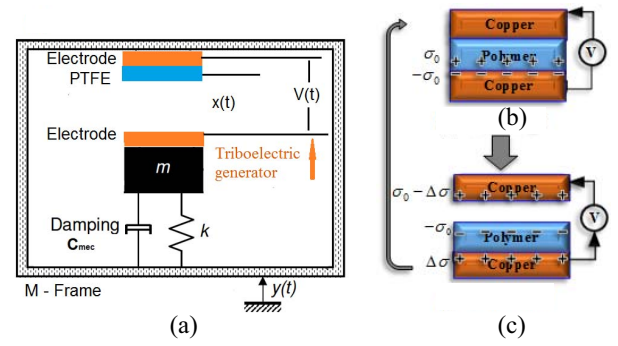 Electrode
PTFE
x(t)
V(t)
Electrode
m
Triboelectric
generator
Damping
Cmec
k
M - Frame
y(t)
(a)
Copper
σ₀
Polymer
+ + + + +
−σ₀
− − − − −
Copper
V
(b)
σ₀ − Δσ
Copper
+ + + + +
V
−σ₀
− − − − −
Polymer
Δσ
+ + + + +
Copper
(c)